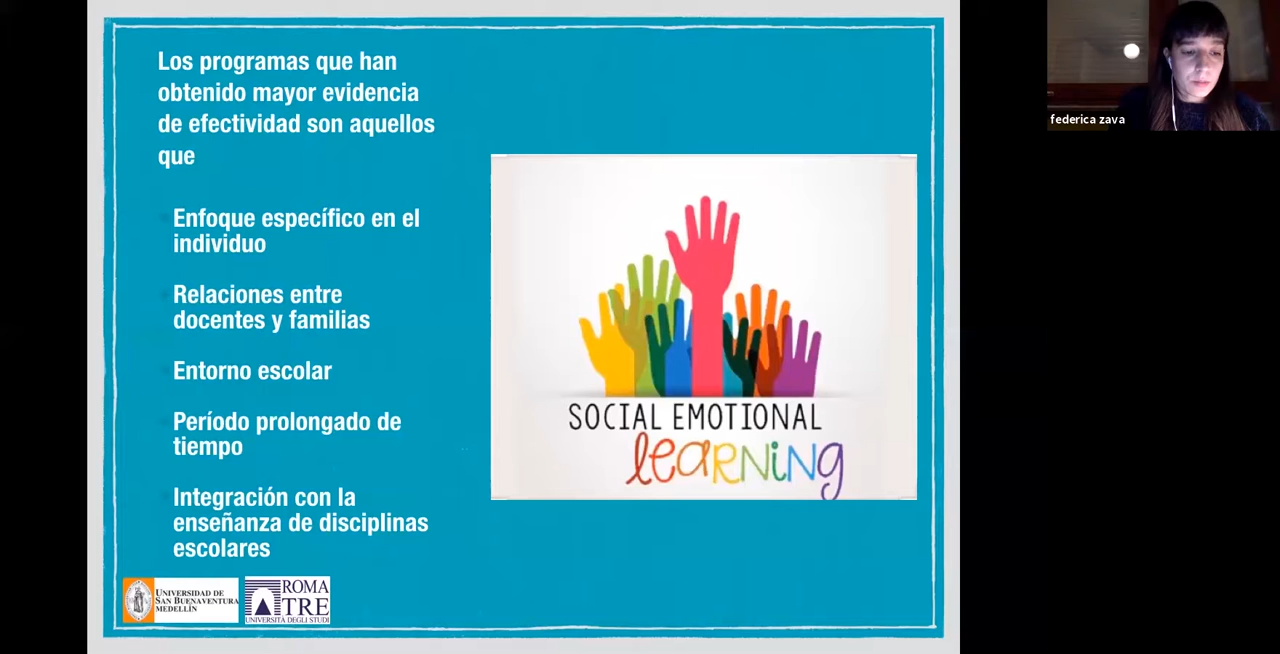 Los programas que han
obtenido mayor evidencia
de efectividad son aquellos
que
Enfoque específico en el
individuo
Relaciones entre
docentes y familias
Entorno escolar
Período prolongado de
tiempo
Integración con la
enseñanza de disciplinas
escolares
SOCIAL EMOTIONAL
LEARNING
UNIVERSIDAD DE
SAN BUENAVENTURA
MEDELLÍN
ROMA
TRE
UNIVERSITÀ DEGLI STUDI
federica zava